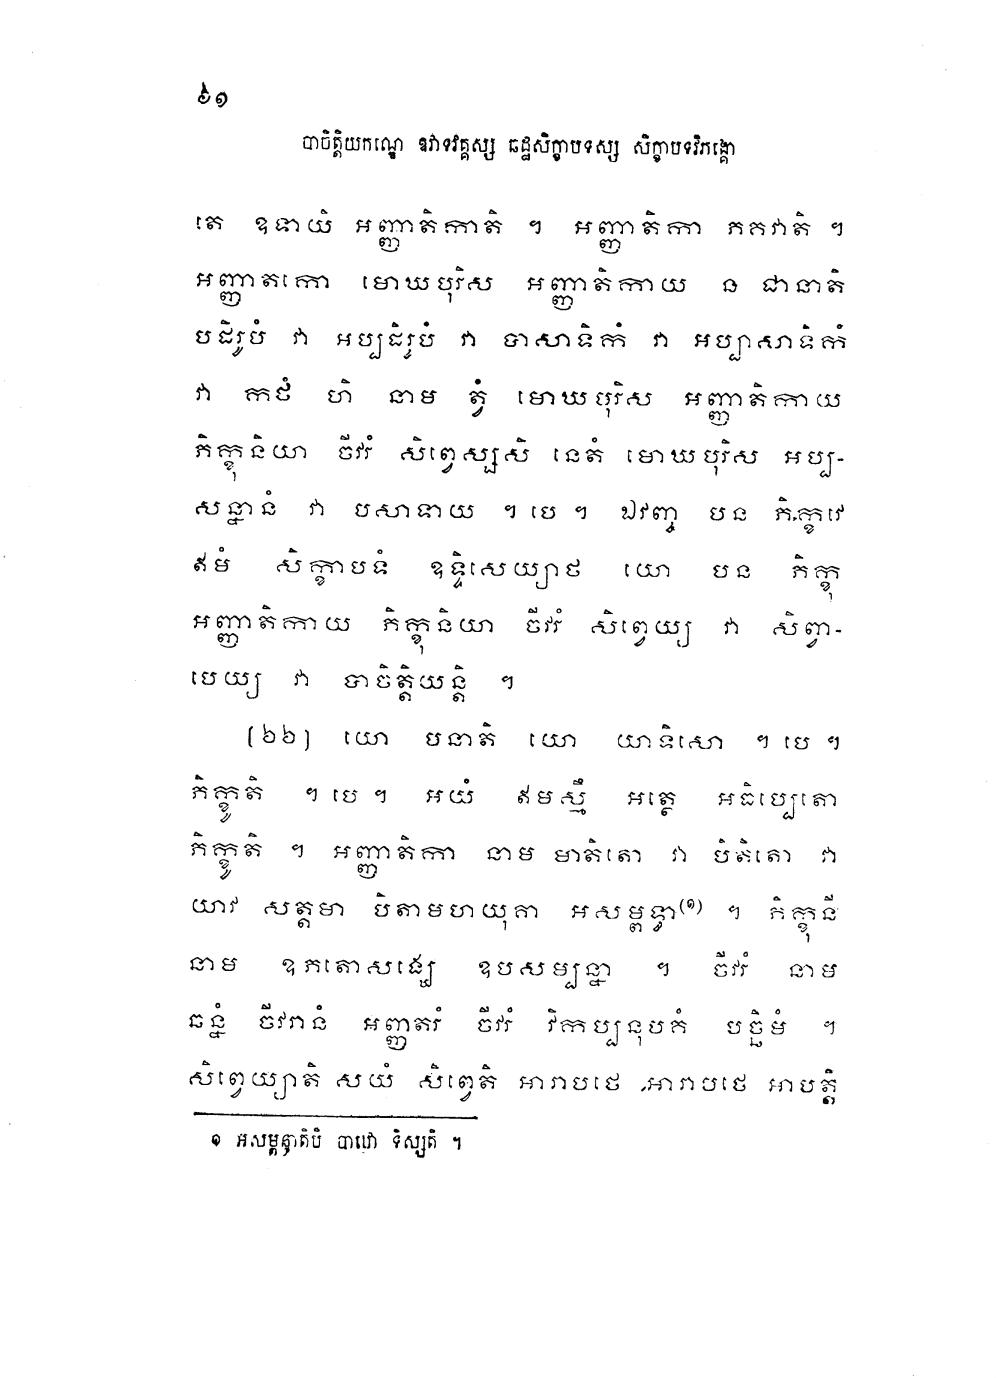 ៦១
បាចិត្តិយកណ្ឌេ ឱវាទវគ្គស្ស ឆដ្ឋសិក្ខាបទស្ស សិក្ខាបទវិភង្គោ
តេ ឧទាយិ អញ្ញាតិកាតិ ។ អញ្ញាតិកា ភគវាតិ ។
អញ្ញាតកោ មោឃបុរិស អញ្ញាតិកាយ ន ជានាតិ
បដិរូបំ វា អប្បដិរូបំ វា បាសាទិកំ វា អប្បាសាទិកំ
វា កថំ ហិ នាម ត្វំ មោឃបុរិស អញ្ញាតិកាយ
ភិក្ខុនិយា ចីវរំ សិព្វេស្សសិ នេតំ មោឃបុរិស អប្ប-
សន្នានំ វា បសាទាយ ។ បេ ។ ឯវញ្ច បន ភិក្ខវេ
ឥមំ សិក្ខាបទំ ឧទ្ទិសេយ្យាថ យោ បន ភិក្ខុ
អញ្ញាតិកាយ ភិក្ខុនិយា ចីវរំ សិព្វេយ្យ វា សិព្វា-
បេយ្យ វា បាចិត្តិយន្តិ ។
(៦៦) យោ បនាតិ យោ យាទិសោ ។ បេ ។
ភិក្ខូតិ ។ បេ ។ អយំ ឥមស្មឹ អត្ថេ អធិប្បេតោ
ភិក្ខូតិ ។ អញ្ញាតិកា នាម មាតិតោ វា បិតិតោ វា
យាវ សត្តមា បិតាមហយុគា អសម្ពទ្ធា(១) ។ ភិក្ខុនី
នាម ឧភតោសង្ឃេ ឧបសម្បន្នា ។ ចីវរំ នាម
ឆន្នំ ចីវរានំ អញ្ញតរំ ចីវរំ វិកប្បនុបគំ បច្ឆិមំ ។
សិព្វេយ្យាតិ សយំ សិព្វេតិ អារាបថេ អារាបថេ អាបត្តិ
១ អសម្ពន្ធាតិបិ បាឋោ ទិស្សតិ ។